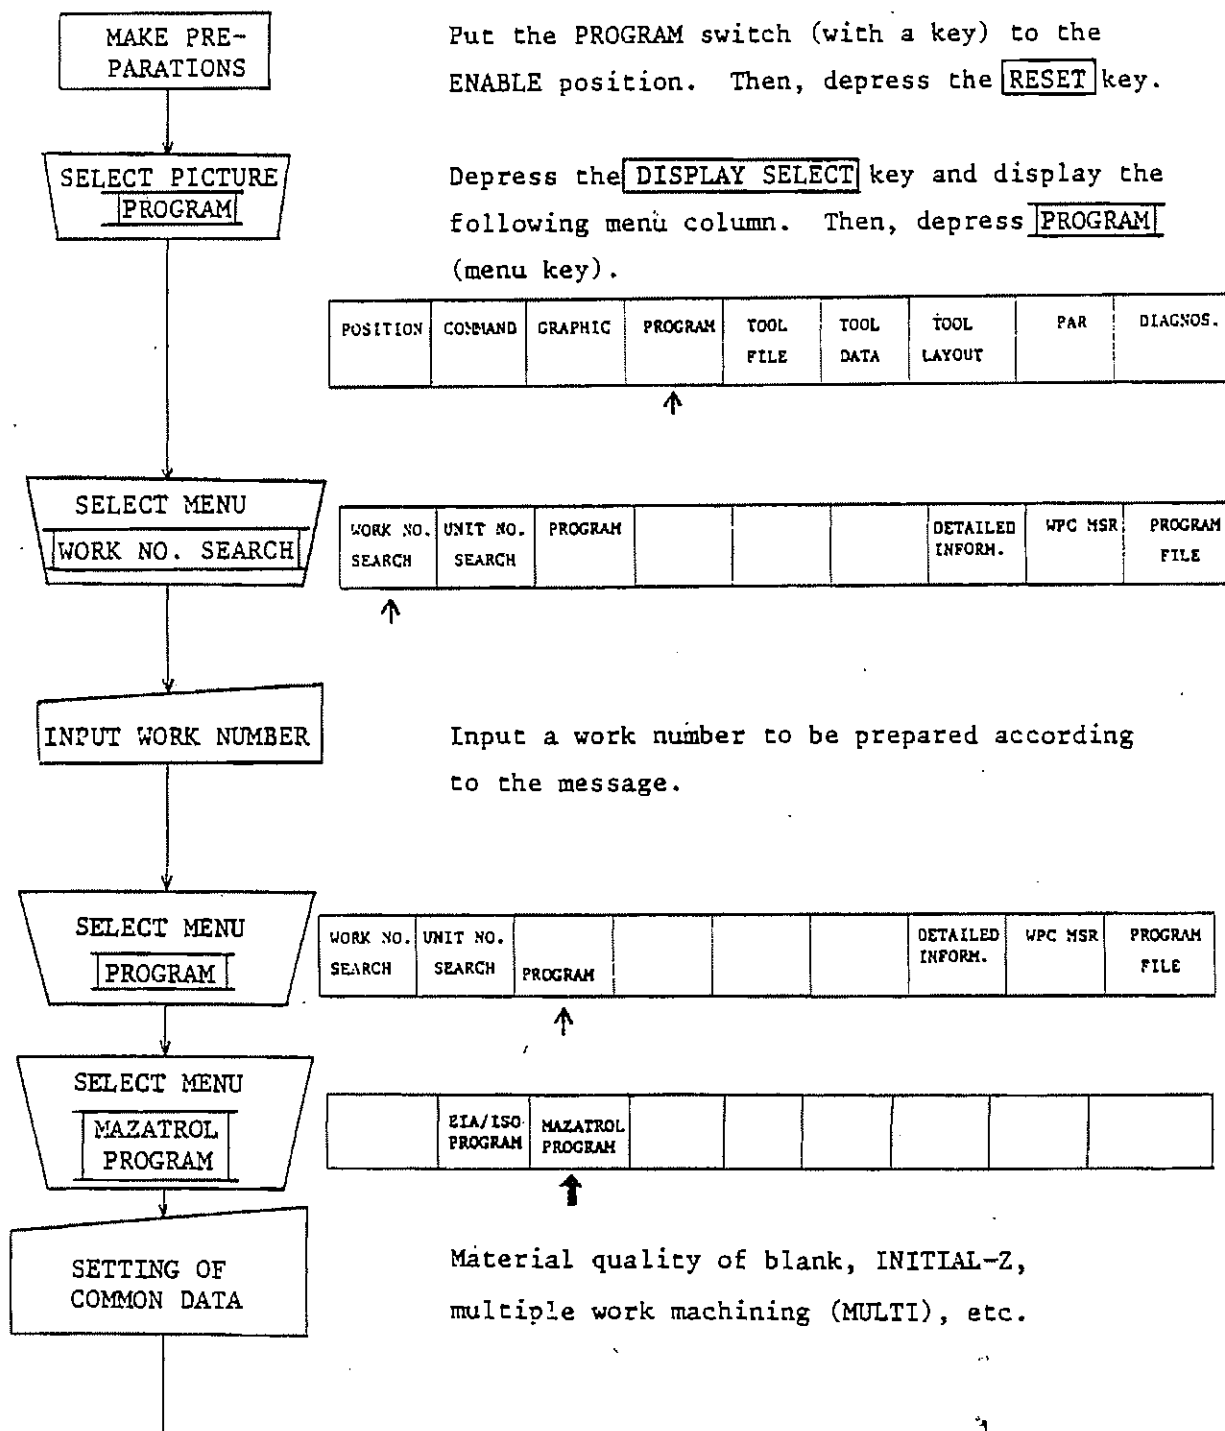 MAKE PRE-
PARATIONS
Put the PROGRAM switch (with a key) to the
ENABLE position. Then, depress the RESET key.
SELECT PICTURE
PROGRAM
Depress the DISPLAY SELECT key and display the
following menu column. Then, depress PROGRAM
(menu key).
POSITION COMMAND GRAPHIC PROGRAM TOOL TOOL TOOL PAR DIAGNOS.
FILE DATA LAYOUT
SELECT MENU
WORK NO. SEARCH
WORK NO. UNIT NO. PROGRAM DETAILED WPC MSR PROGRAM
SEARCH SEARCH INFORM. FILE
INPUT WORK NUMBER
Input a work number to be prepared according
to the message.
SELECT MENU
PROGRAM
WORK NO. UNIT NO. DETAILED WPC MSR PROGRAM
SEARCH SEARCH PROGRAM INFORM. FILE
SELECT MENU
MAZATROL
PROGRAM
EIA/ISO MAZATROL
PROGRAM PROGRAM
SETTING OF
COMMON DATA
Material quality of blank, INITIAL-Z,
multiple work machining (MULTI), etc.